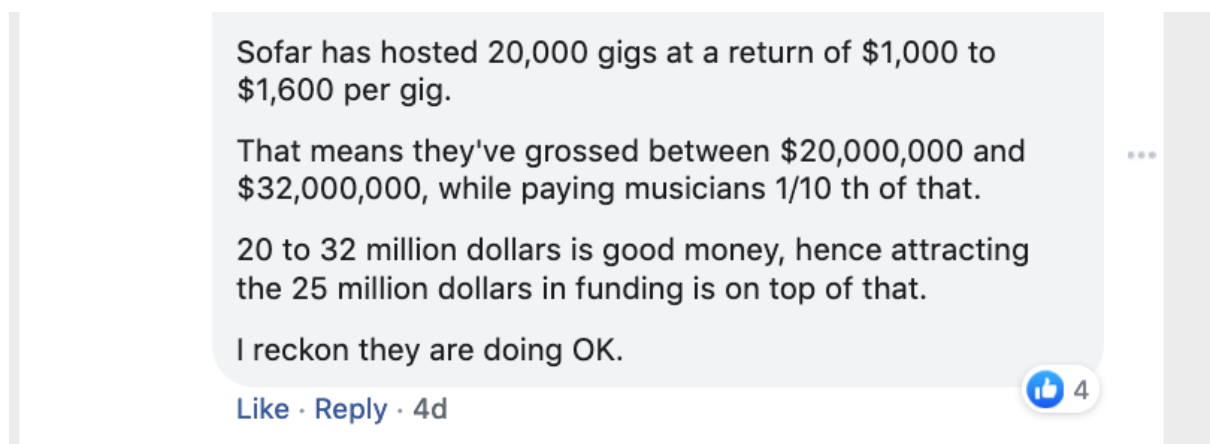 Sofar has hosted 20,000 gigs at a return of $1,000 to
$1,600 per gig.
That means they've grossed between $20,000,000 and
$32,000,000, while paying musicians 1/10 th of that.
20 to 32 million dollars is good money, hence attracting
the 25 million dollars in funding is on top of that.
I reckon they are doing OK.
4
Like · Reply · 4d